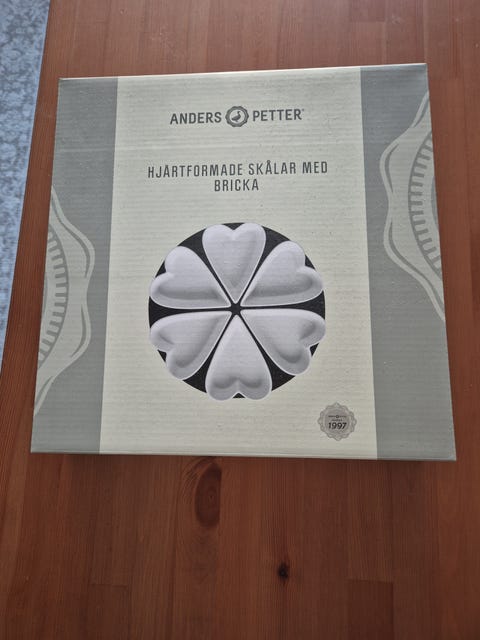 ANDERS PETTER
HJÄRTFORMADE SKÅLAR MED
BRICKA
1997